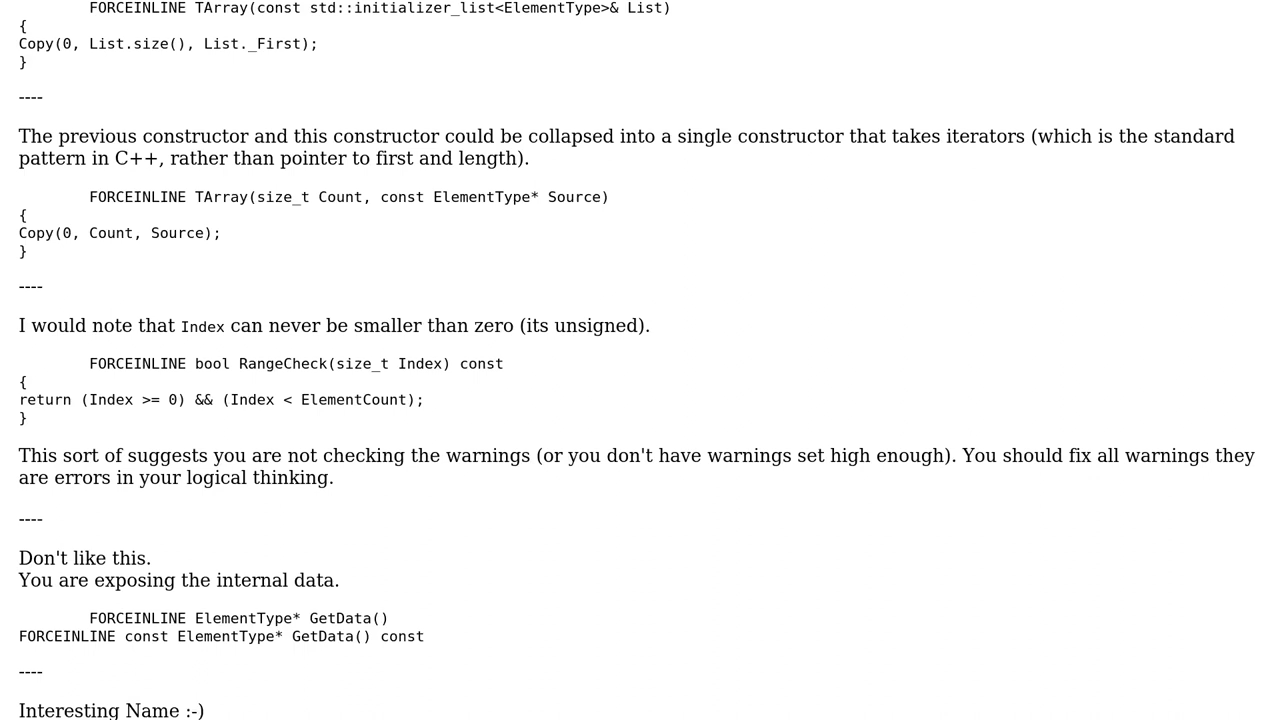 FORCEINLINE TArray(const std::initializer_list<ElementType>& List)
{
Copy(0, List.size(), List._First);
}
----
The previous constructor and this constructor could be collapsed into a single constructor that takes iterators (which is the standard
pattern in C++, rather than pointer to first and length).
FORCEINLINE TArray(size_t Count, const ElementType* Source)
{
Copy(0, Count, Source);
}
----
I would note that Index can never be smaller than zero (its unsigned).
FORCEINLINE bool RangeCheck(size_t Index) const
{
return (Index >= 0) && (Index < ElementCount);
}
This sort of suggests you are not checking the warnings (or you don't have warnings set high enough). You should fix all warnings they
are errors in your logical thinking.
----
Don't like this.
You are exposing the internal data.
FORCEINLINE ElementType* GetData()
FORCEINLINE const ElementType* GetData() const
----
Interesting Name :-)